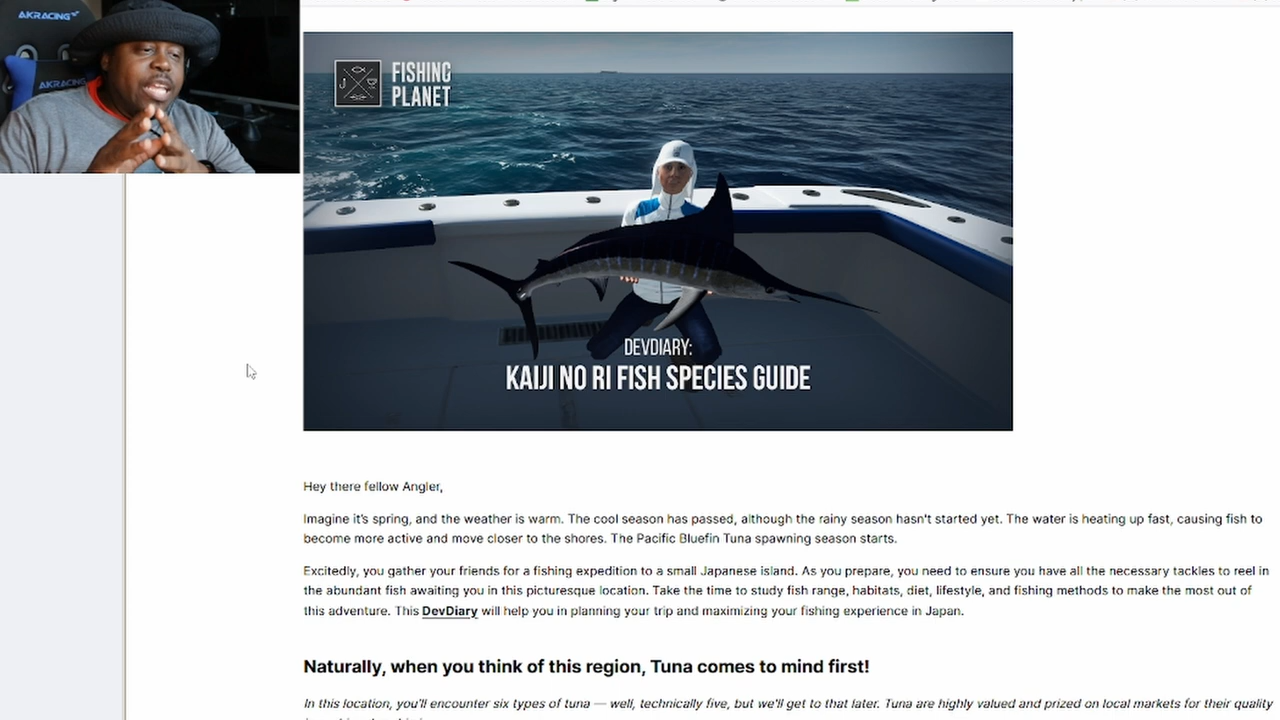 AKRACING
AKRACING
FISHING
PLANET
DEVDIARY:
KAIJI NO RI FISH SPECIES GUIDE
Hey there fellow Angler,
Imagine it's spring, and the weather is warm. The cool season has passed, although the rainy season hasn't started yet. The water is heating up fast, causing fish to
become more active and move closer to the shores. The Pacific Bluefin Tuna spawning season starts.
Excitedly, you gather your friends for a fishing expedition to a small Japanese island. As you prepare, you need to ensure you have all the necessary tackles to reel in
the abundant fish awaiting you in this picturesque location. Take the time to study fish range, habitats, diet, lifestyle, and fishing methods to make the most out of
this adventure. This DevDiary will help you in planning your trip and maximizing your fishing experience in Japan.
Naturally, when you think of this region, Tuna comes to mind first!
In this location, you'll encounter six types of tuna — well, technically five, but we'll get to that later. Tuna are highly valued and prized on local markets for their quality